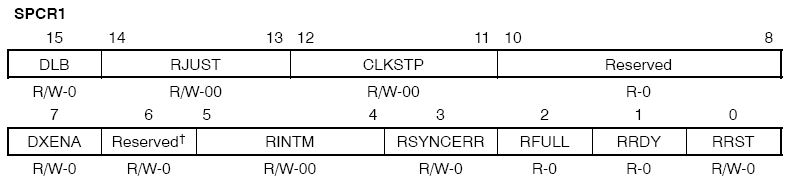 SPCR1
15 14 13 12 11 10 8
DLB RJUST CLKSTP Reserved
R/W-0 R/W-00 R/W-00 R-0
7 6 5 4 3 2 1 0
DXENA Reserved† RINTM RSYNCERR RFULL RRDY RRST
R/W-0 R/W-0 R/W-00 R/W-0 R-0 R-0 R/W-0